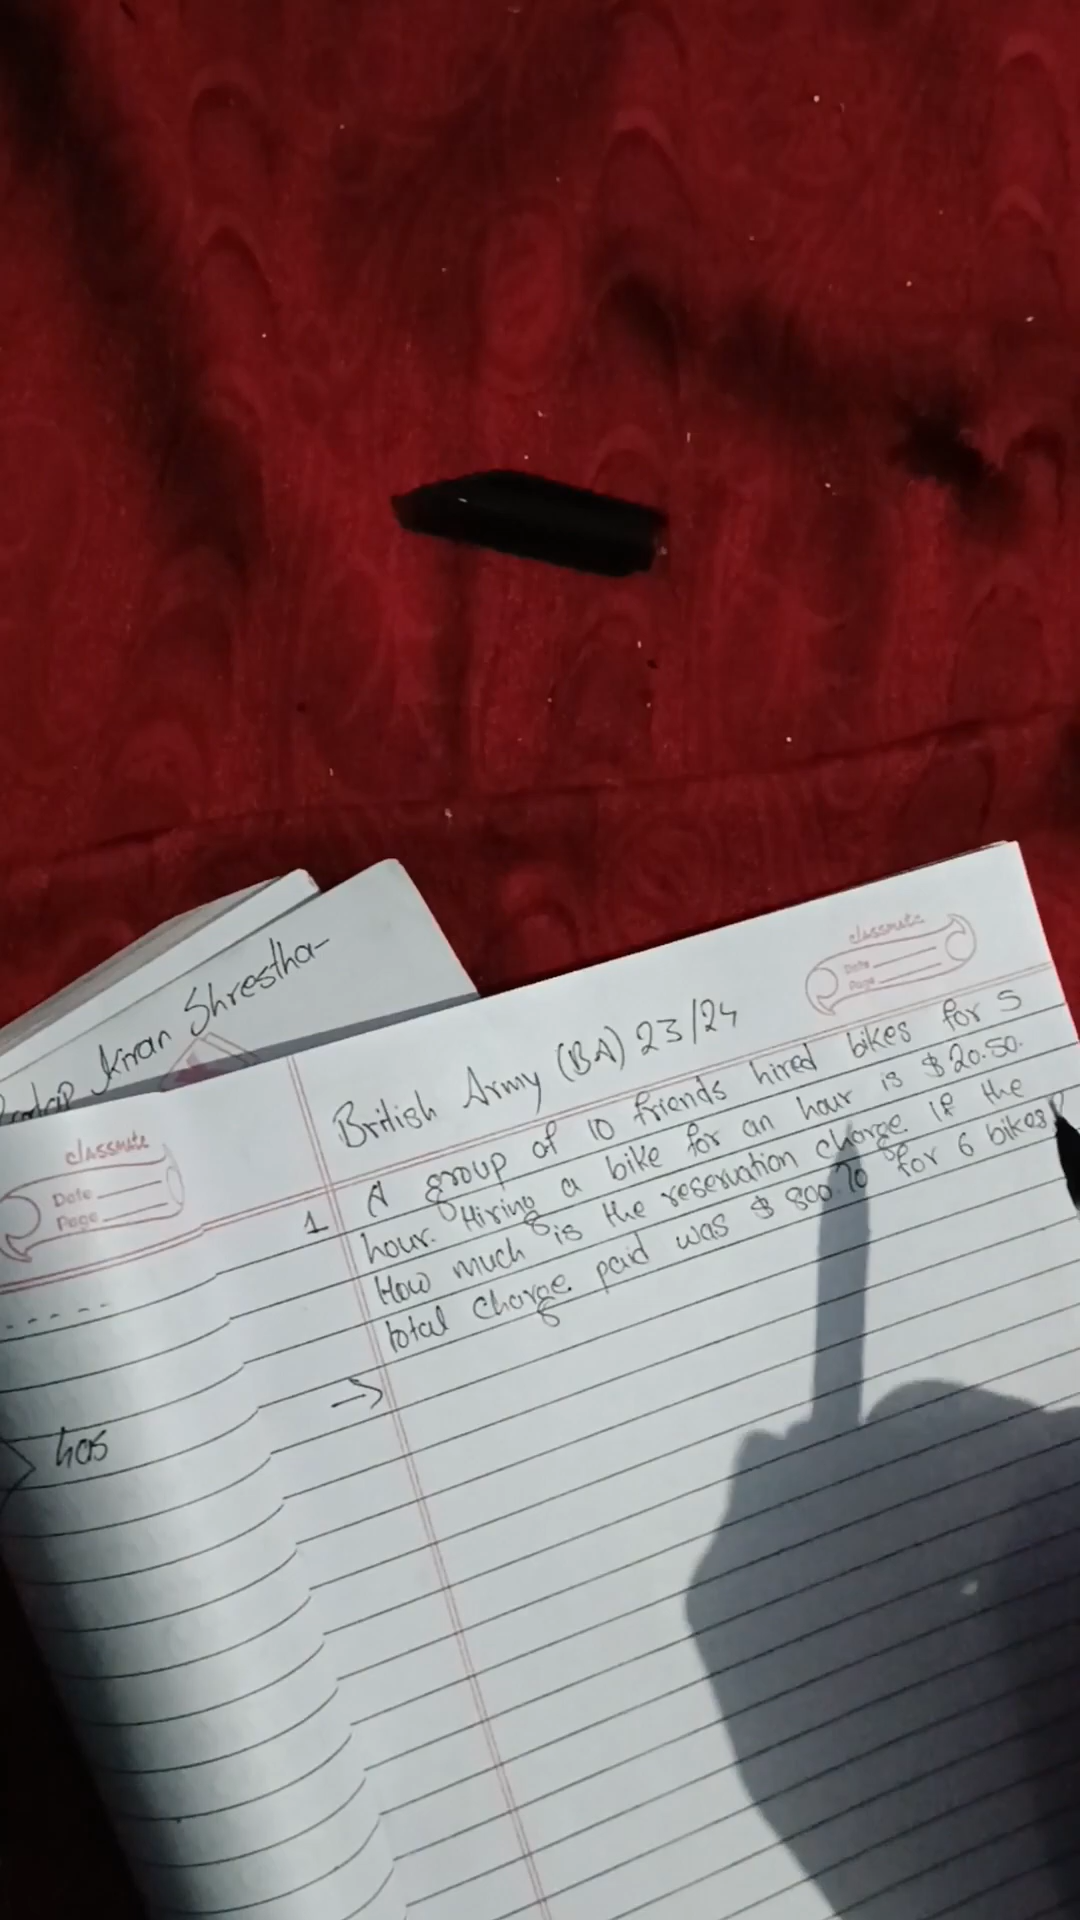 Kiran Shrestha
classmate
Date
Page
British Army (BA) 23/24
1 A group of 10 friends hired bikes for 5
hour. Hiring a bike for an hour is $20.50.
How much is the reservation charge if the
total charge paid was $ 800.70 for 6 bikes?
→
classmate
Date
Page
has